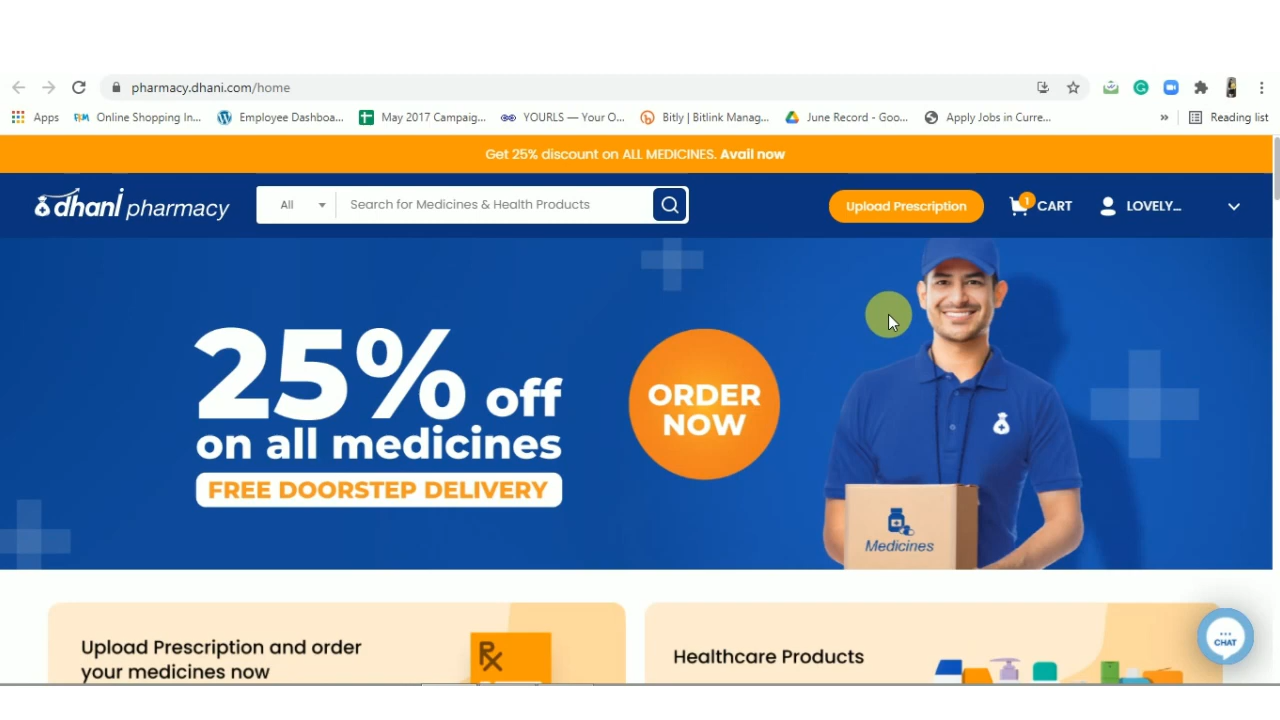 pharmacy.dhani.com/home
Apps
Online Shopping In...
Employee Dashboa...
May 2017 Campaig...
YOURLS — Your O...
Bitly | Bitlink Manag...
June Record - Goo...
Apply Jobs in Curre...
»
Reading list
Get 25% discount on ALL MEDICINES. Avail now
dhani pharmacy
All
Search for Medicines & Health Products
Upload Prescription
1
CART
LOVELY...
25% off
on all medicines
FREE DOORSTEP DELIVERY
ORDER
NOW
Medicines
Upload Prescription and order
your medicines now
Rx
Healthcare Products
CHAT